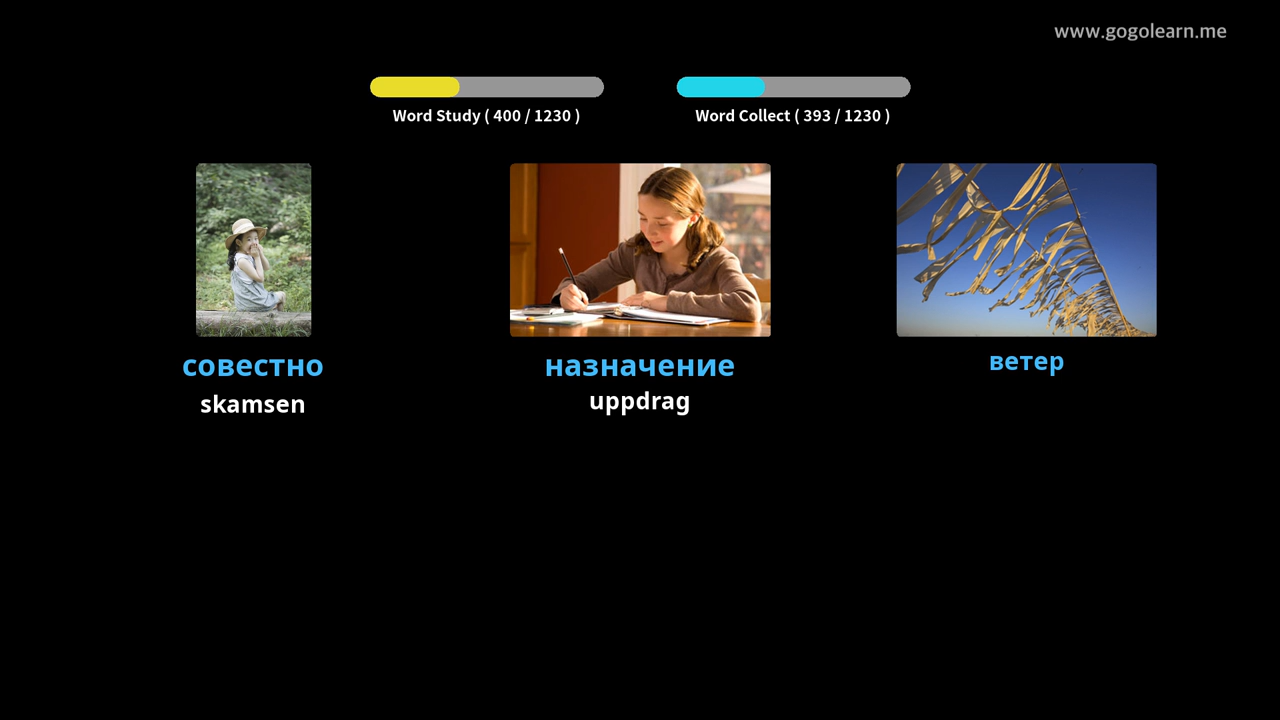 www.gogolearn.me
Word Study ( 400 / 1230 )
Word Collect ( 393 / 1230 )
совестно
skamsen
назначение
uppdrag
ветер